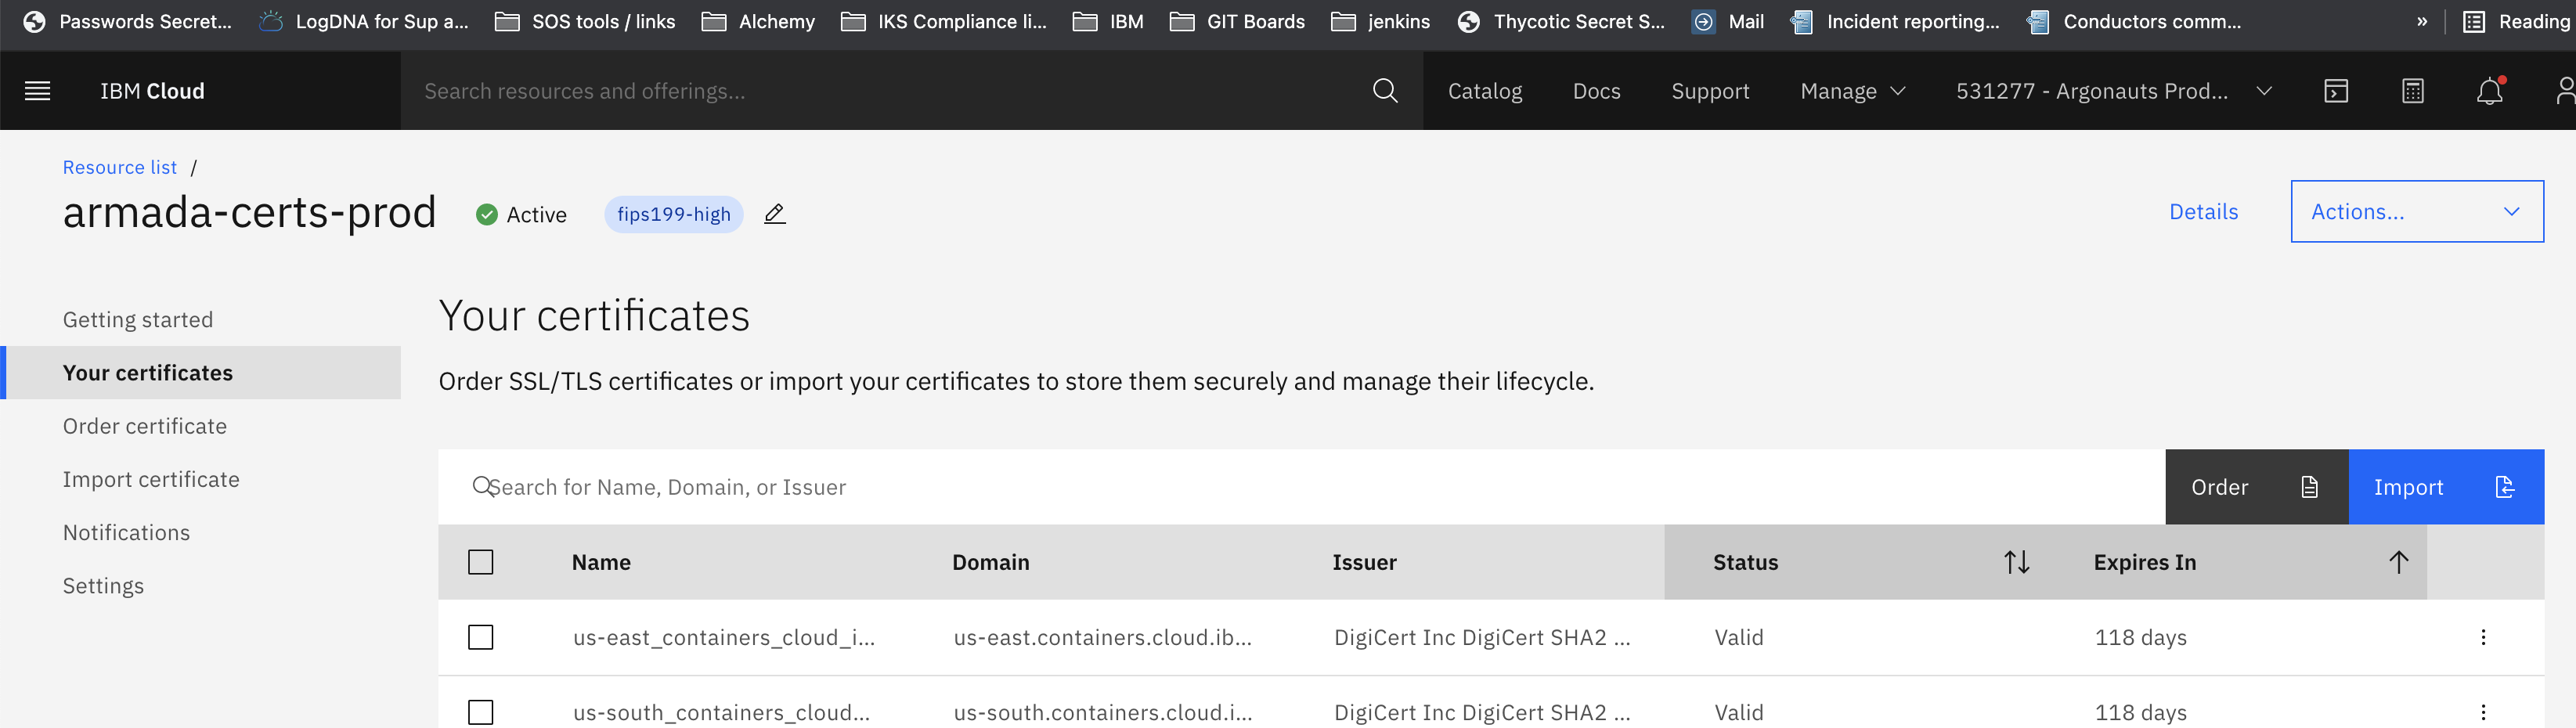 Passwords Secret... LogDNA for Sup a... SOS tools / links Alchemy IKS Compliance li... IBM GIT Boards jenkins Thycotic Secret S... Mail Incident reporting... Conductors comm... » Reading
IBM Cloud Search resources and offerings... Catalog Docs Support Manage 531277 - Argonauts Prod...
Resource list /
armada-certs-prod Active fips199-high Details Actions...
Your certificates
Getting started
Your certificates
Order SSL/TLS certificates or import your certificates to store them securely and manage their lifecycle.
Order certificate
Import certificate
Notifications
Settings
Search for Name, Domain, or Issuer Order Import
Name Domain Issuer Status Expires In
us-east_containers_cloud_i... us-east.containers.cloud.ib... DigiCert Inc DigiCert SHA2 ... Valid 118 days
us-south_containers_cloud... us-south.containers.cloud.i... DigiCert Inc DigiCert SHA2 ... Valid 118 days